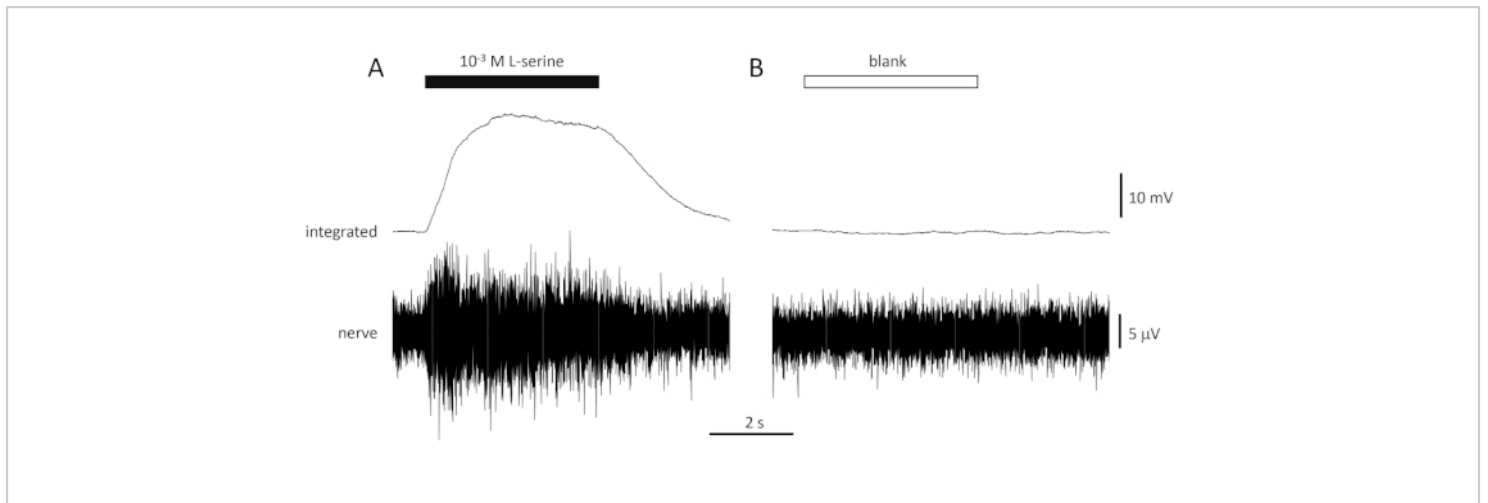 A
10⁻³ M L-serine
B
blank
10 mV
integrated
nerve
5 µV
2 s